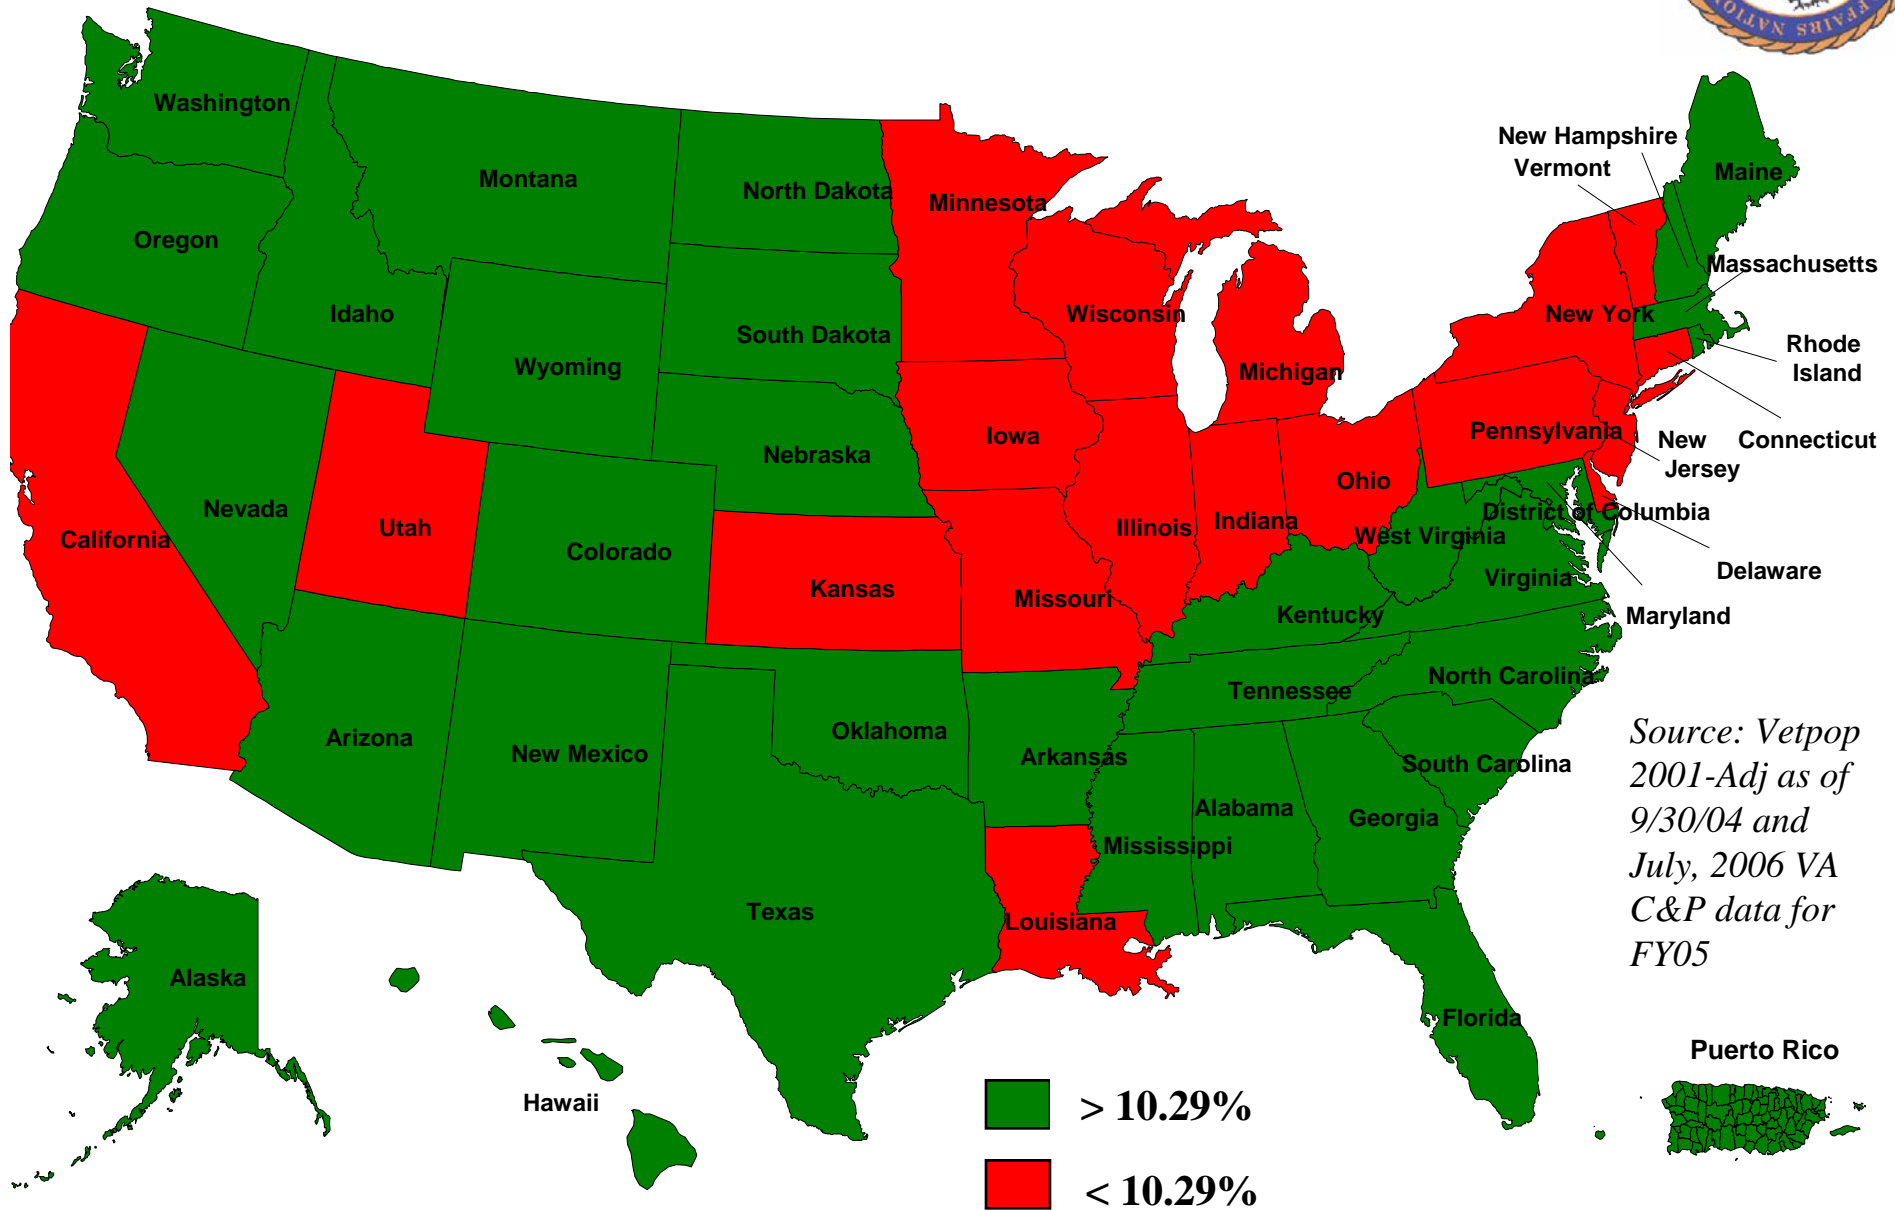 AFFAIRS
Washington
Montana
North Dakota
Minnesota
New Hampshire
Vermont
Maine
Oregon
Idaho
Wyoming
South Dakota
Wisconsin
Michigan
New York
Massachusetts
Rhode
Island
Nevada
Utah
Colorado
Nebraska
Iowa
Illinois
Indiana
Ohio
Pennsylvania
New
Jersey
Connecticut
California
Kansas
Missouri
Kentucky
West Virginia
District of Columbia
Virginia
Delaware
Maryland
Arizona
New Mexico
Oklahoma
Arkansas
Tennessee
North Carolina
South Carolina
Texas
Louisiana
Mississippi
Alabama
Georgia
Florida
Source: Vetpop
2001-Adj as of
9/30/04 and
July, 2006 VA
C&P data for
FY05
Alaska
Hawaii
Puerto Rico
> 10.29%
< 10.29%